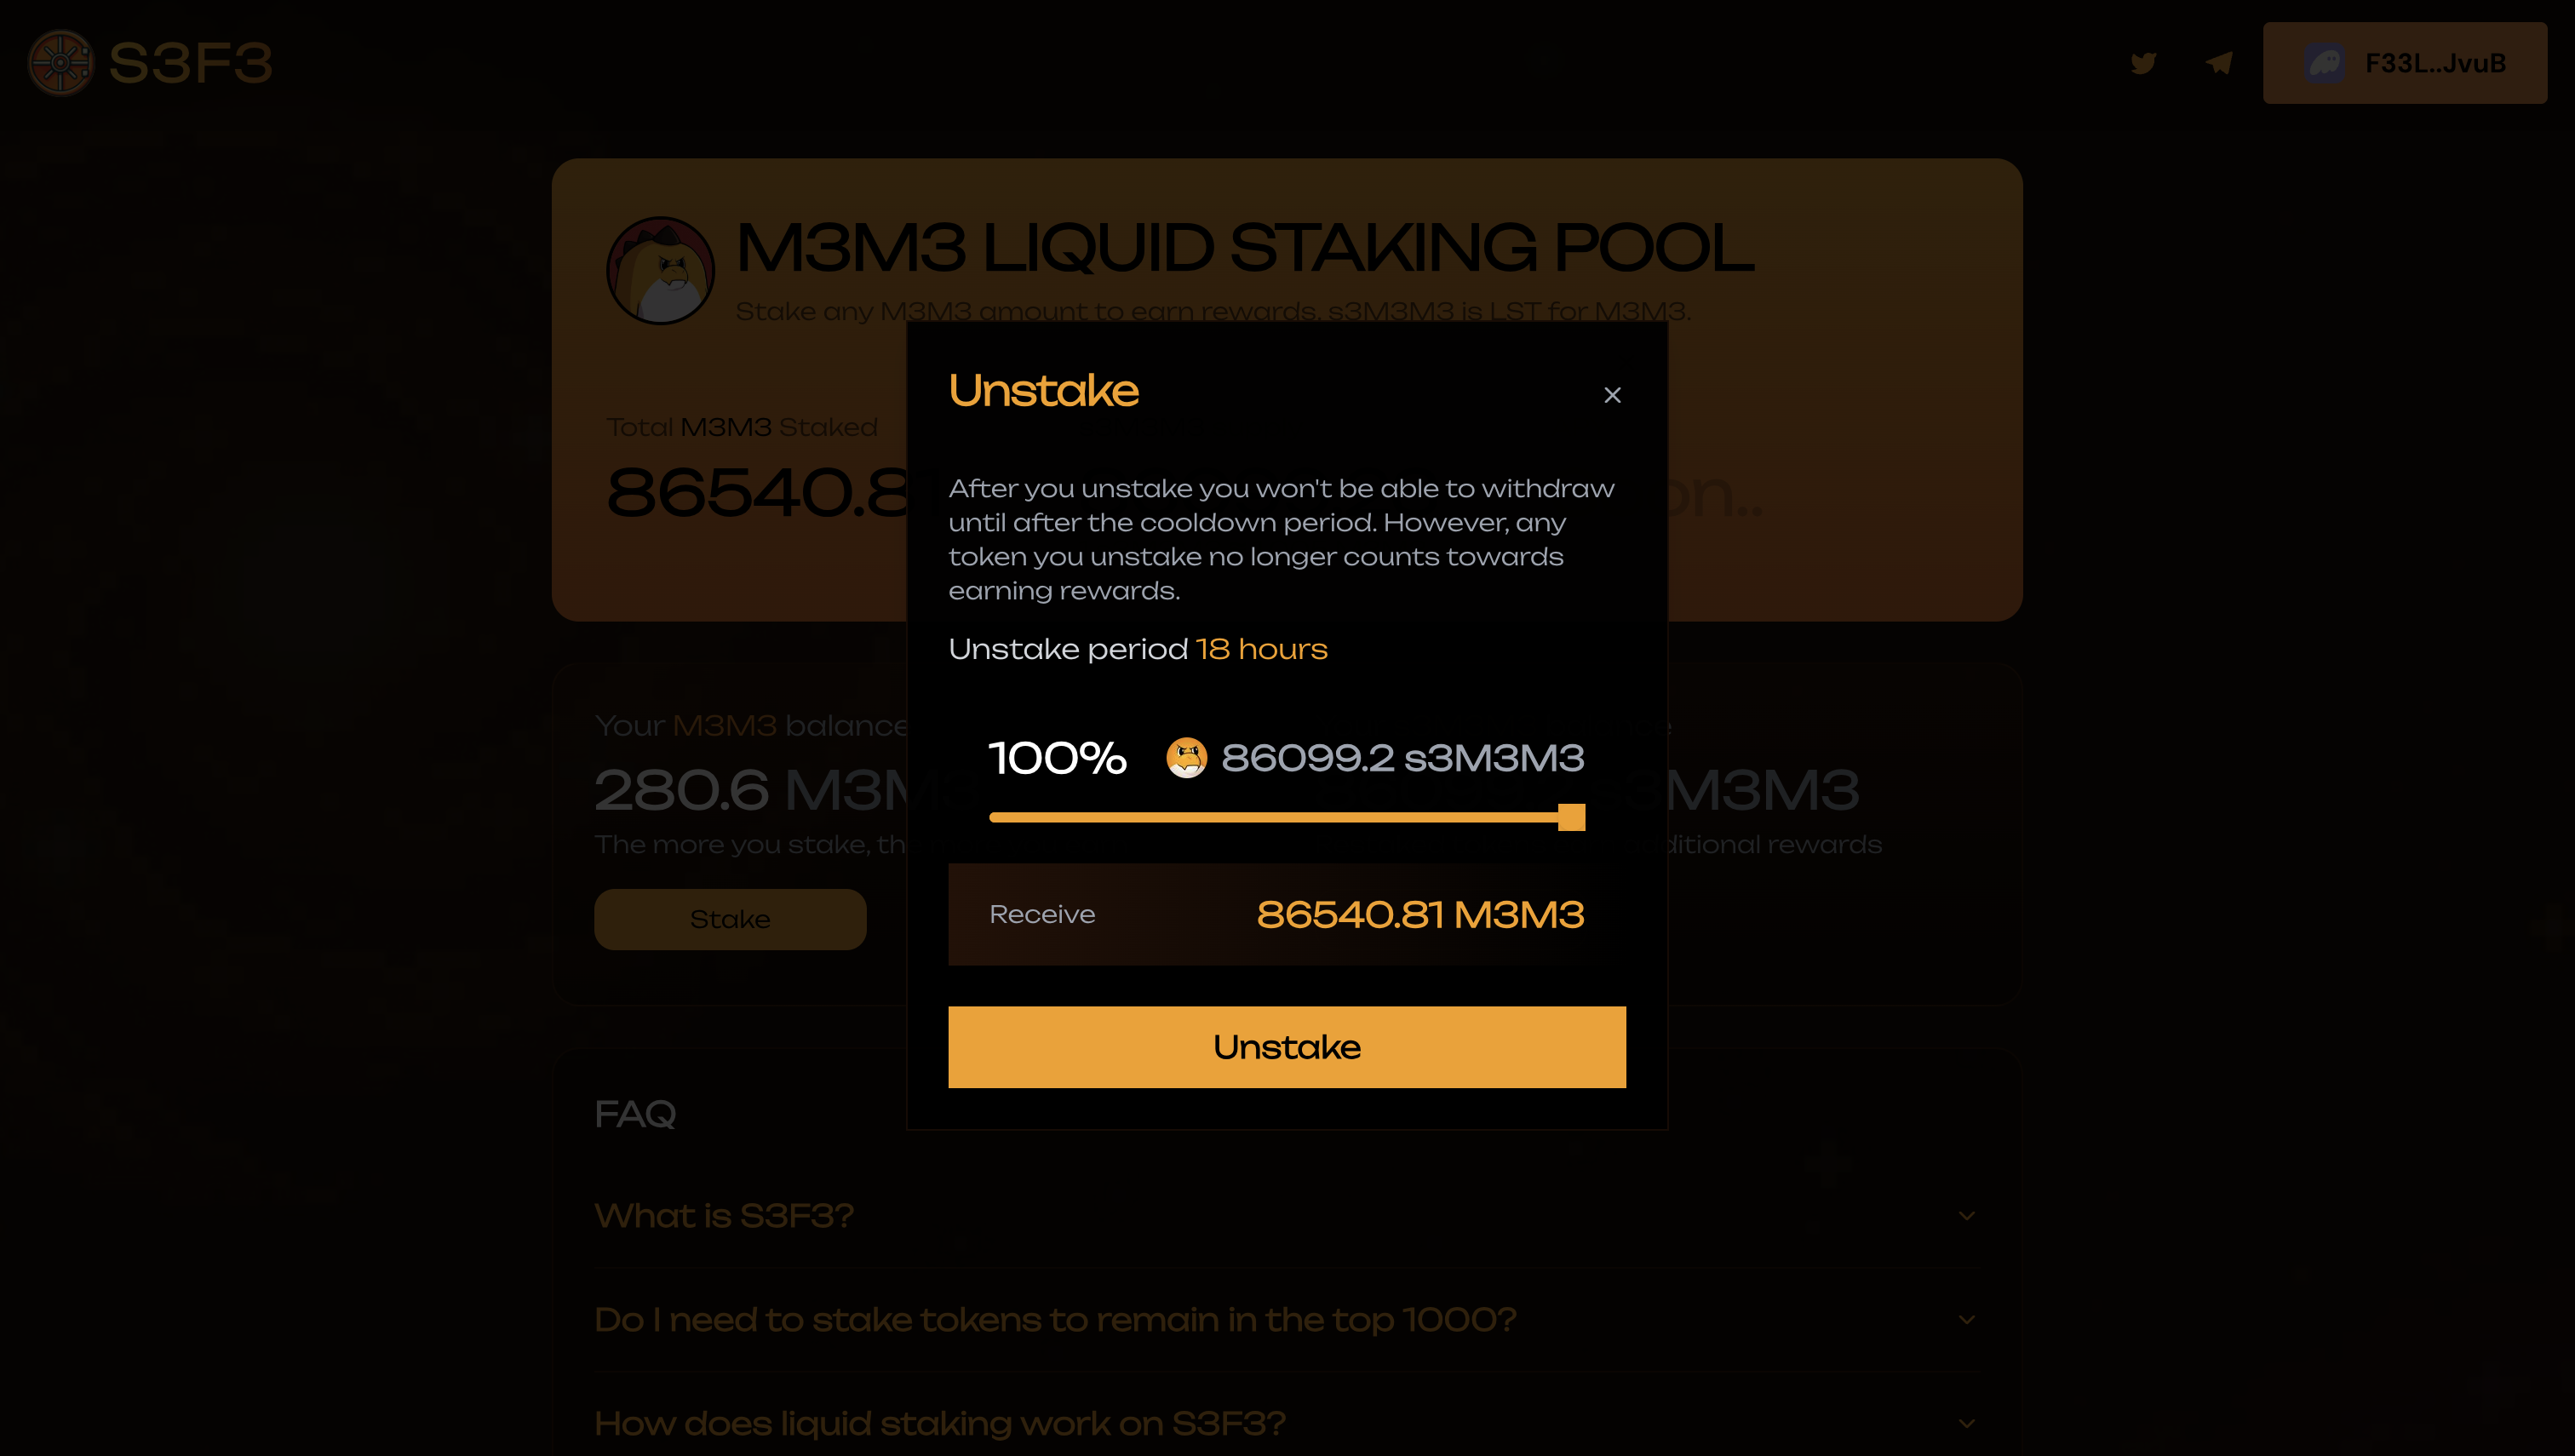 S3F3
F33L..JvuB
M3M3 LIQUID STAKING POOL
Stake any M3M3 amount to earn rewards. s3M3M3 is LST for M3M3.
Total M3M3 Staked
86540.81
on..
Unstake
After you unstake you won't be able to withdraw
until after the cooldown period. However, any
token you unstake no longer counts towards
earning rewards.
Unstake period 18 hours
100% 86099.2 s3M3M3
Receive 86540.81 M3M3
Unstake
Your M3M3 balance
280.6 M3M3
s3M3M3
The more you stake, the
additional rewards
Stake
FAQ
What is S3F3?
Do I need to stake tokens to remain in the top 1000?
How does liquid staking work on S3F3?